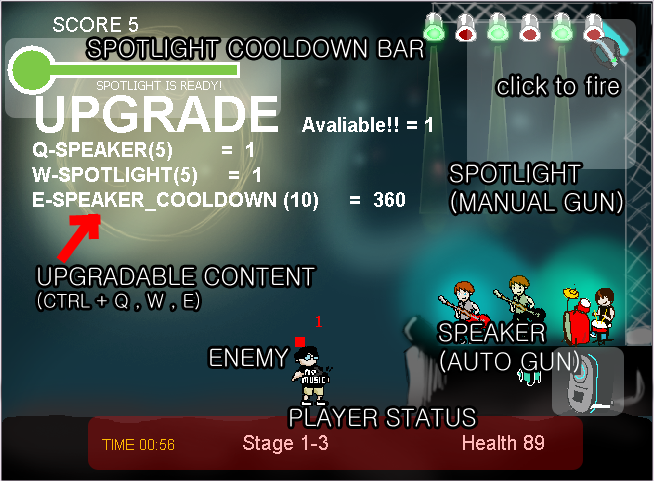 SCORE 5
SPOTLIGHT COOLDOWN BAR
SPOTLIGHT IS READY!
click to fire
UPGRADE Avaliable!! = 1
Q-SPEAKER(5) = 1
W-SPOTLIGHT(5) = 1
E-SPEAKER_COOLDOWN (10) = 360
SPOTLIGHT
(MANUAL GUN)
UPGRADABLE CONTENT
(CTRL + Q , W , E)
1
SPEAKER
(AUTO GUN)
ENEMY
NO
MUSIC
PLAYER STATUS
TIME 00:56 Stage 1-3 Health 89